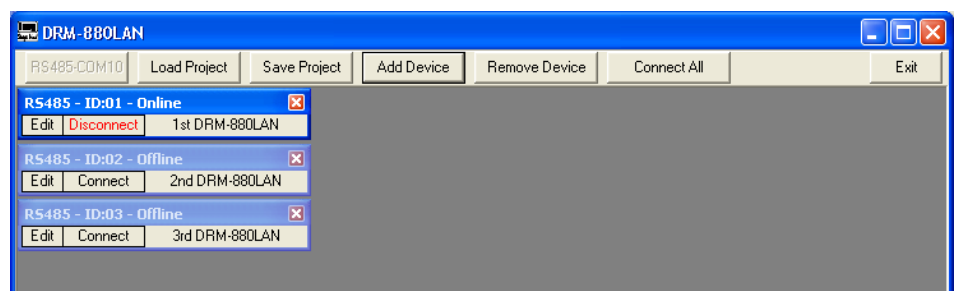 DRM-880LAN
RS485-COM10 Load Project Save Project Add Device Remove Device Connect All Exit
RS485 - ID:01 - Online
Edit Disconnect 1st DRM-880LAN
RS485 - ID:02 - Offline
Edit Connect 2nd DRM-880LAN
RS485 - ID:03 - Offline
Edit Connect 3rd DRM-880LAN